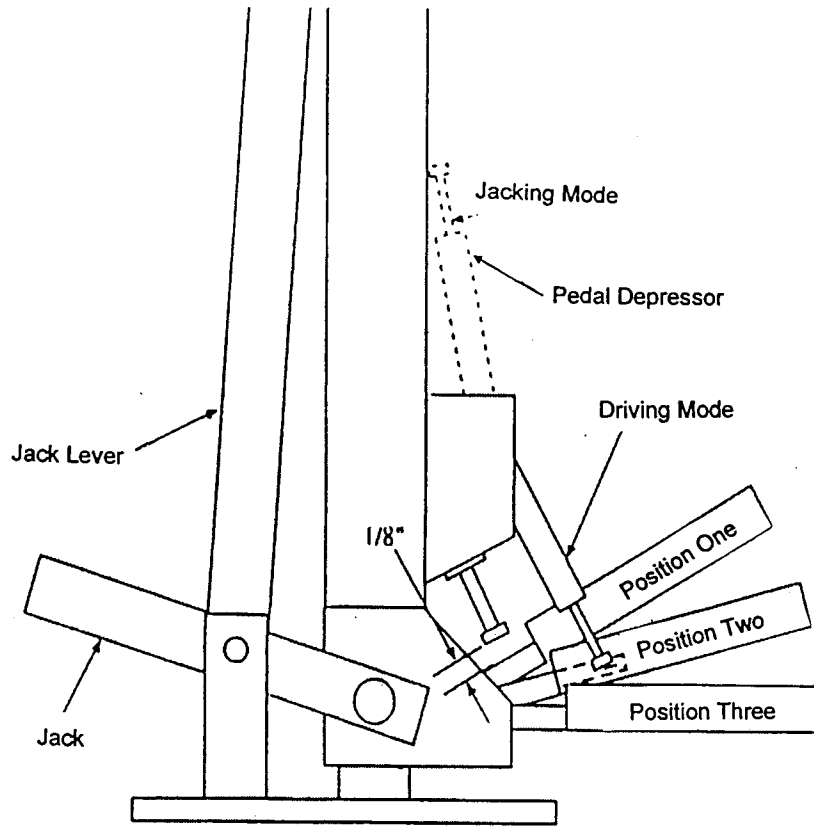 Jacking Mode
Pedal Depressor
Driving Mode
Jack Lever
1/8"
Position One
Position Two
Position Three
Jack